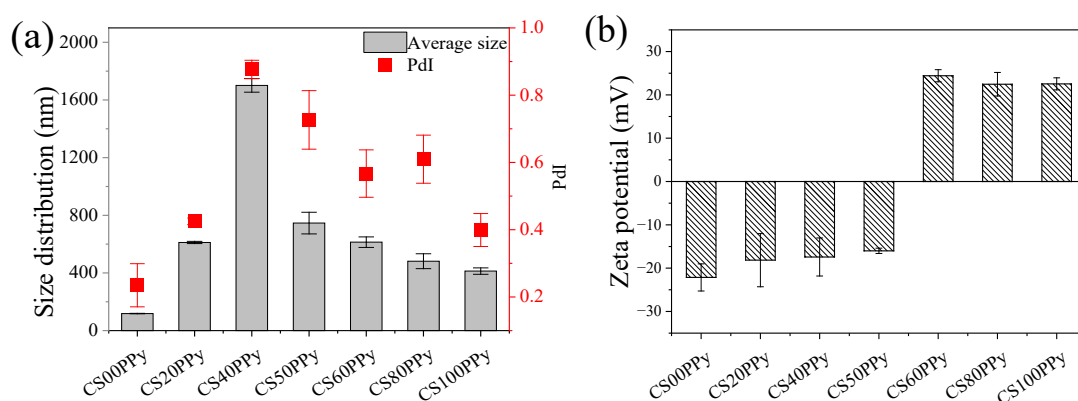 (a)
2000
1600
1200
800
400
0
Size distribution (nm)
Average size
PdI
1.0
0.8
0.6
0.4
0.2
PdI
CS00PPy
CS20PPy
CS40PPy
CS50PPy
CS60PPy
CS80PPy
CS100PPy
(b)
30
20
10
0
−10
−20
−30
Zeta potential (mV)
CS00PPy
CS20PPy
CS40PPy
CS50PPy
CS60PPy
CS80PPy
CS100PPy